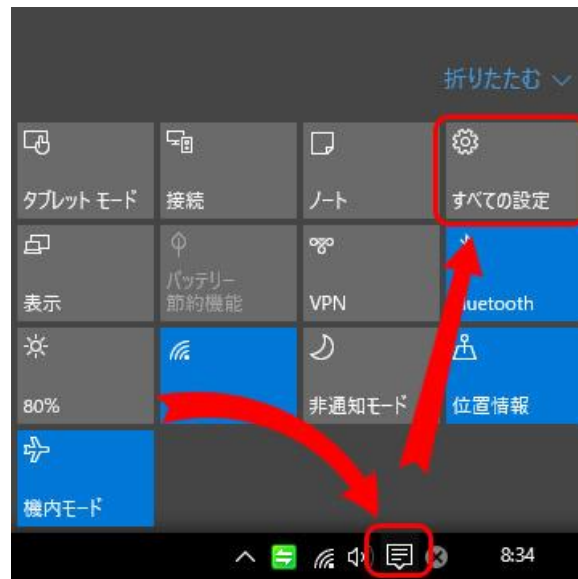 折りたたむ
タブレット モード
接続
ノート
すべての設定
表示
バッテリー
節約機能
VPN
luetooth
80%
非通知モード
位置情報
機内モード
8:34